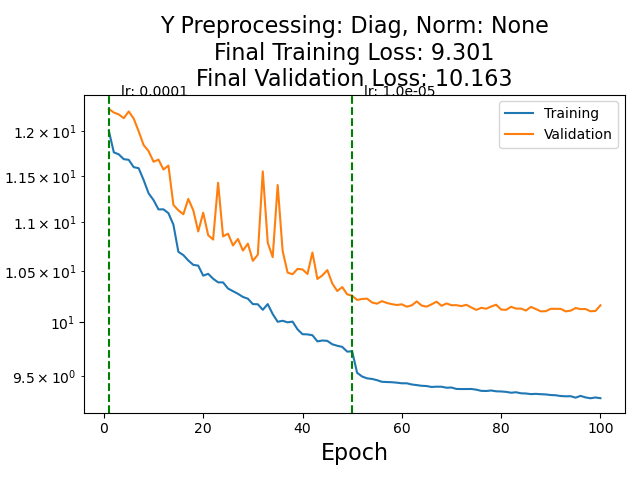 Y Preprocessing: Diag, Norm: None
Final Training Loss: 9.301
Final Validation Loss: 10.163
lr: 0.0001
lr: 1.0e-05
Training
Validation
1.2 × 10¹
1.15 × 10¹
1.1 × 10¹
1.05 × 10¹
10¹
9.5 × 10⁰
0 20 40 60 80 100
Epoch